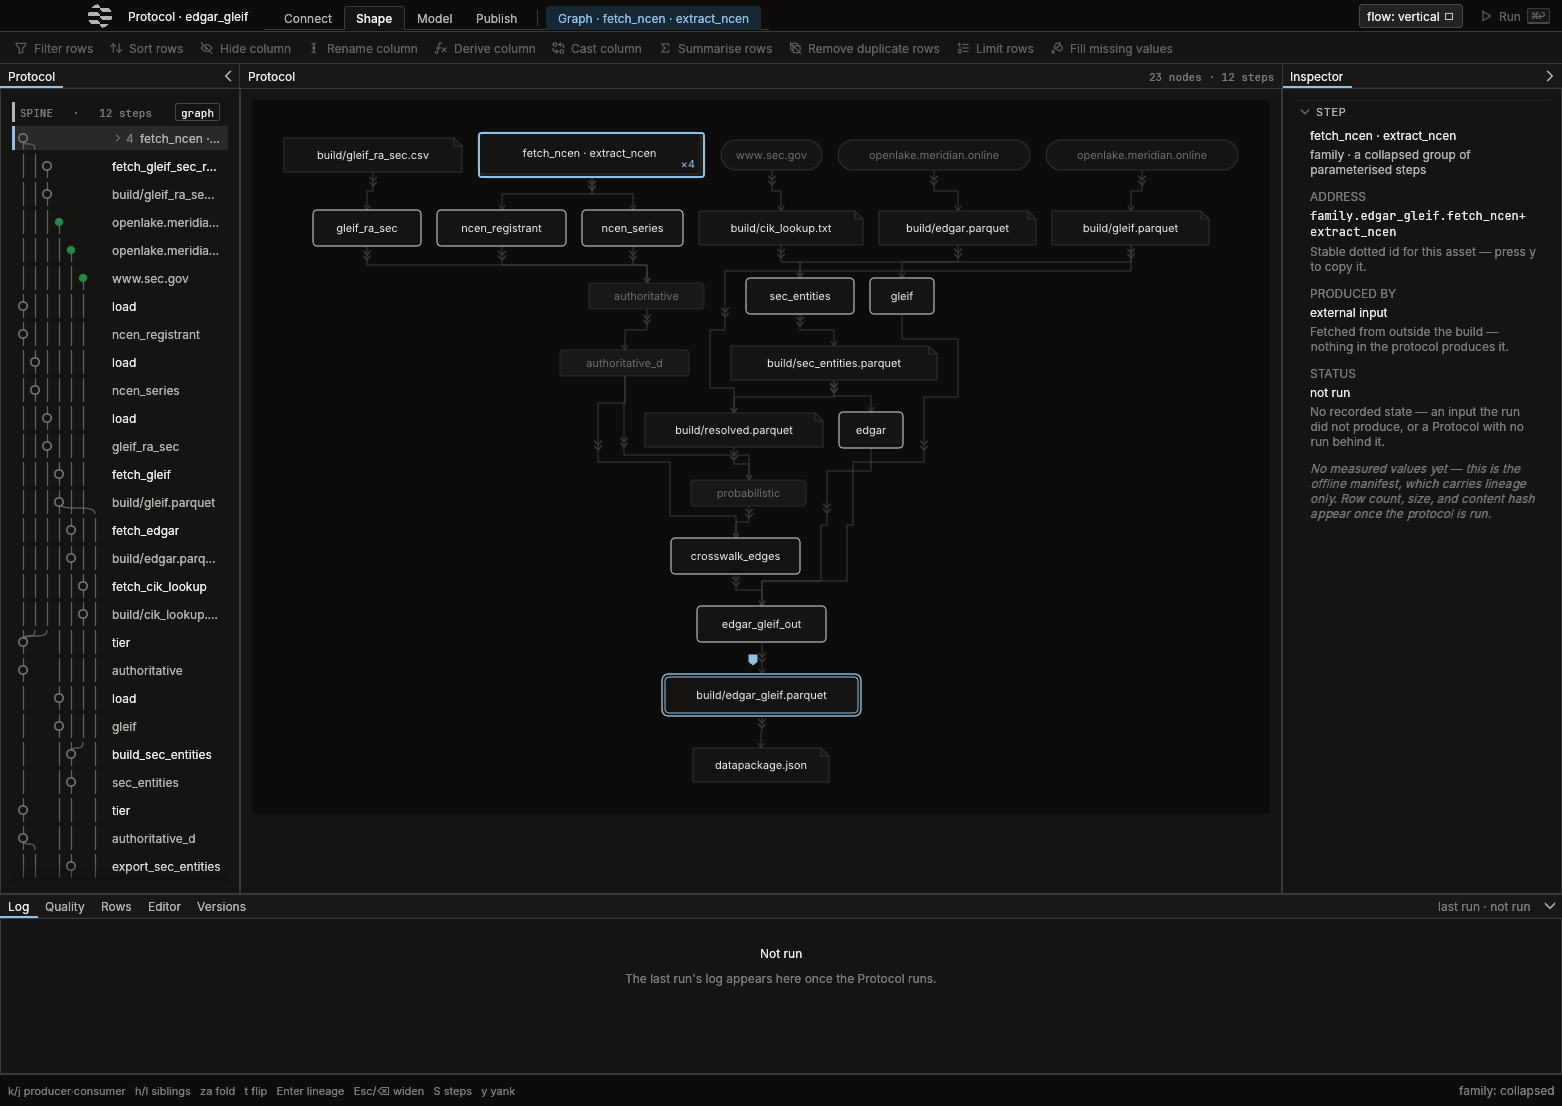 Protocol · edgar_gleif
Connect
Shape
Model
Publish
Graph · fetch_ncen · extract_ncen
flow: vertical
Run
Filter rows
Sort rows
Hide column
Rename column
Derive column
Cast column
Summarise rows
Remove duplicate rows
Limit rows
Fill missing values
Protocol
SPINE · 12 steps
graph
4 fetch_ncen ·...
fetch_gleif_sec_r...
build/gleif_ra_se...
openlake.meridia...
openlake.meridia...
www.sec.gov
load
ncen_registrant
load
ncen_series
load
gleif_ra_sec
fetch_gleif
build/gleif.parquet
fetch_edgar
build/edgar.parq...
fetch_cik_lookup
build/cik_lookup....
tier
authoritative
load
gleif
build_sec_entities
sec_entities
tier
authoritative_d
export_sec_entities
Protocol
23 nodes · 12 steps
build/gleif_ra_sec.csv
fetch_ncen · extract_ncen
×4
www.sec.gov
openlake.meridian.online
openlake.meridian.online
gleif_ra_sec
ncen_registrant
ncen_series
build/cik_lookup.txt
build/edgar.parquet
build/gleif.parquet
authoritative
sec_entities
gleif
authoritative_d
build/sec_entities.parquet
build/resolved.parquet
edgar
probabilistic
crosswalk_edges
edgar_gleif_out
build/edgar_gleif.parquet
datapackage.json
Inspector
STEP
fetch_ncen · extract_ncen
family · a collapsed group of
parameterised steps
ADDRESS
family.edgar_gleif.fetch_ncen+
extract_ncen
Stable dotted id for this asset — press y
to copy it.
PRODUCED BY
external input
Fetched from outside the build —
nothing in the protocol produces it.
STATUS
not run
No recorded state — an input the run
did not produce, or a Protocol with no
run behind it.
No measured values yet — this is the
offline manifest, which carries lineage
only. Row count, size, and content hash
appear once the protocol is run.
Log
Quality
Rows
Editor
Versions
last run · not run
Not run
The last run's log appears here once the Protocol runs.
k/j producer·consumer
h/l siblings
za fold
t flip
Enter lineage
Esc/⌫ widen
S steps
y yank
family: collapsed